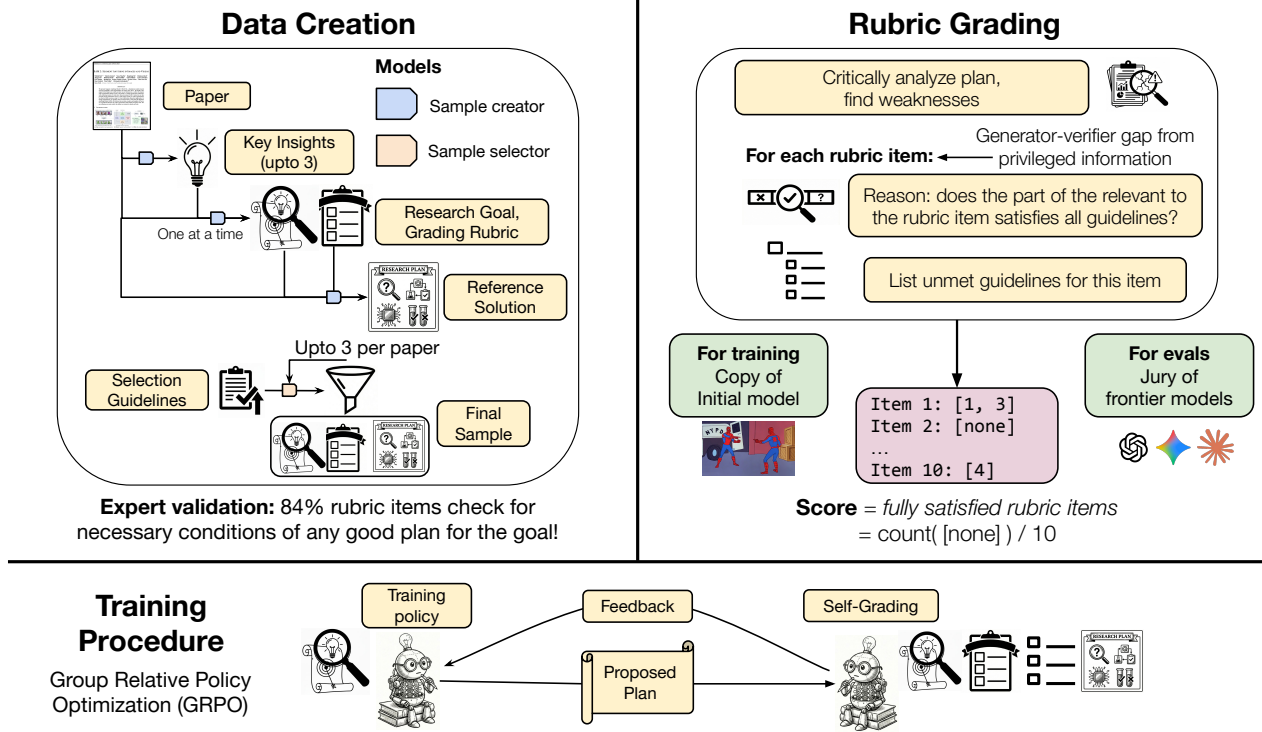 Data Creation
Paper
Models
Sample creator
Sample selector
Key Insights
(upto 3)
One at a time
Research Goal,
Grading Rubric
RESEARCH PLAN
Reference
Solution
Upto 3 per paper
Selection
Guidelines
RESEARCH PLAN
Final
Sample
Expert validation: 84% rubric items check for
necessary conditions of any good plan for the goal!
Rubric Grading
Critically analyze plan,
find weaknesses
Generator-verifier gap from
privileged information
For each rubric item:
Reason: does the part of the relevant to
the rubric item satisfies all guidelines?
List unmet guidelines for this item
For training
Copy of
Initial model
NYPD
For evals
Jury of
frontier models
Item 1: [1, 3]
Item 2: [none]
...
Item 10: [4]
Score = fully satisfied rubric items
= count( [none] ) / 10
Training
Procedure
Group Relative Policy
Optimization (GRPO)
Training
policy
Feedback
Proposed
Plan
Self-Grading
RESEARCH PLAN